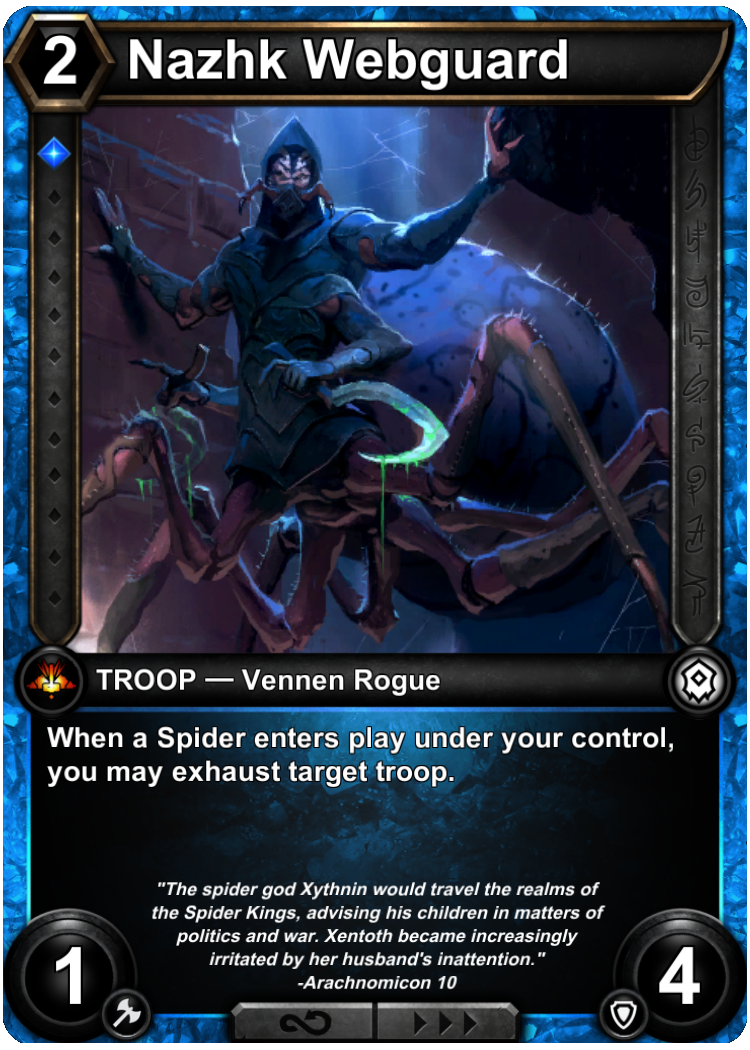 2
Nazhk Webguard
TROOP — Vennen Rogue
When a Spider enters play under your control,
you may exhaust target troop.
"The spider god Xythnin would travel the realms of
the Spider Kings, advising his children in matters of
politics and war. Xentoth became increasingly
irritated by her husband's inattention."
-Arachnomicon 10
1
4